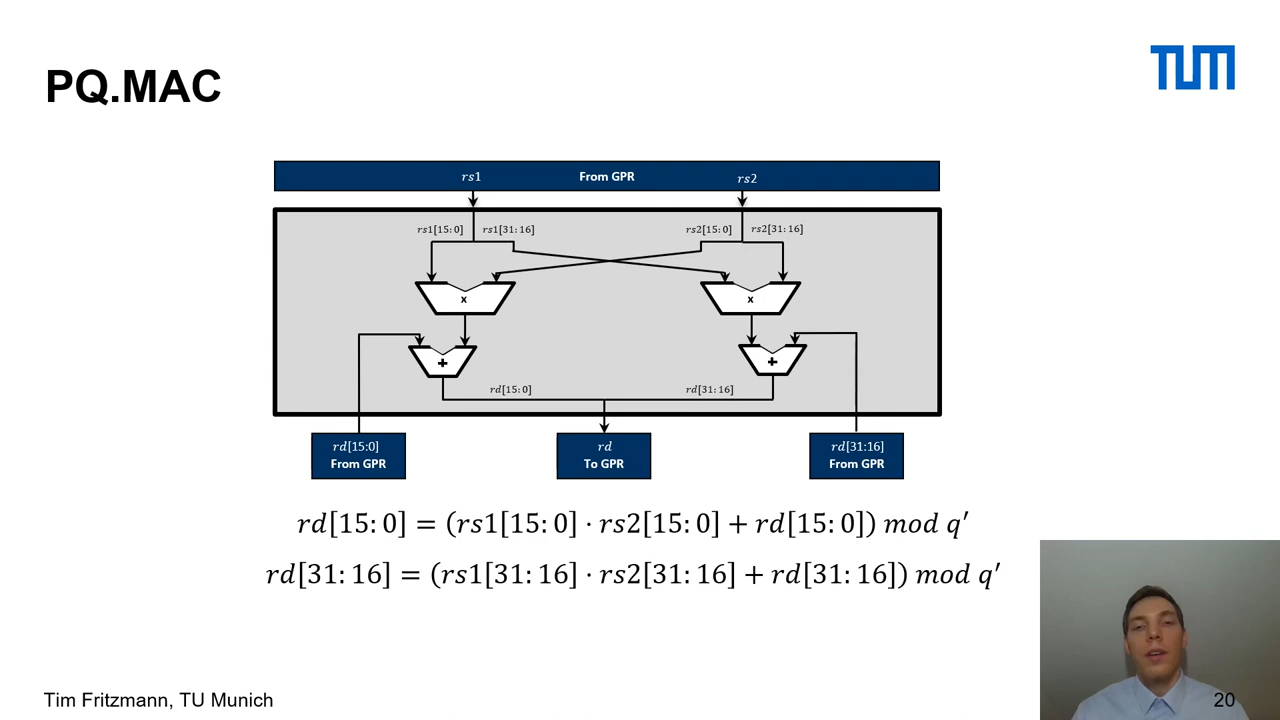 PQ.MAC
TUM
rs1 From GPR rs2
rs1[15:0] rs1[31:16] rs2[15:0] rs2[31:16]
x x
+ +
rd[15:0] rd[31:16]
rd[15:0]
From GPR
rd
To GPR
rd[31:16]
From GPR
rd[15:0] = (rs1[15:0] · rs2[15:0] + rd[15:0]) mod q′
rd[31:16] = (rs1[31:16] · rs2[31:16] + rd[31:16]) mod q′
Tim Fritzmann, TU Munich
20